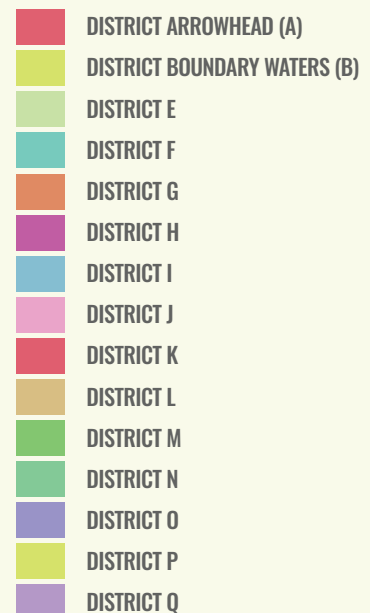 DISTRICT ARROWHEAD (A)
DISTRICT BOUNDARY WATERS (B)
DISTRICT E
DISTRICT F
DISTRICT G
DISTRICT H
DISTRICT I
DISTRICT J
DISTRICT K
DISTRICT L
DISTRICT M
DISTRICT N
DISTRICT O
DISTRICT P
DISTRICT Q